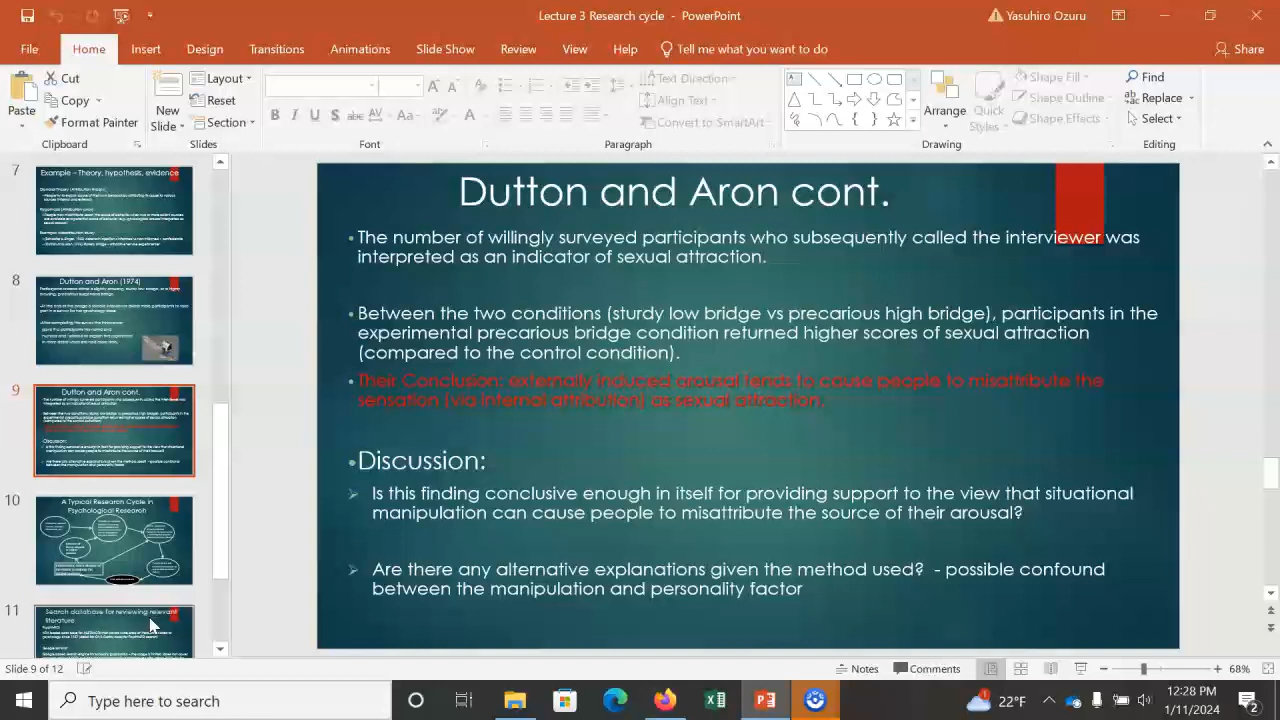 Lecture 3 Research cycle - PowerPoint
Yasuhiro Ozuru
File Home Insert Design Transitions Animations Slide Show Review View Help Tell me what you want to do Share
Paste
Cut
Copy
Format Painter
Clipboard
New Slide
Layout
Reset
Section
Slides
Font
Text Direction
Align Text
Convert to SmartArt
Paragraph
Arrange
Quick Styles
Shape Fill
Shape Outline
Shape Effects
Drawing
Find
Replace
Select
Editing
7
Example – Theory, hypothesis, evidence
8
Dutton and Aron (1974)
9
Dutton and Aron cont.
Discussion:
10
A Typical Research Cycle in
Psychological Research
11
Search database for reviewing relevant
literature
Dutton and Aron cont.
•The number of willingly surveyed participants who subsequently called the interviewer was
interpreted as an indicator of sexual attraction.
•Between the two conditions (sturdy low bridge vs precarious high bridge), participants in the
experimental precarious bridge condition returned higher scores of sexual attraction
(compared to the control condition).
•Their Conclusion: externally induced arousal tends to cause people to misattribute the
sensation (via internal attribution) as sexual attraction.
•Discussion:
Is this finding conclusive enough in itself for providing support to the view that situational
manipulation can cause people to misattribute the source of their arousal?
Are there any alternative explanations given the method used? - possible confound
between the manipulation and personality factor
Slide 9 of 12
Notes
Comments
68%
Type here to search
22°F
12:28 PM
1/11/2024
2